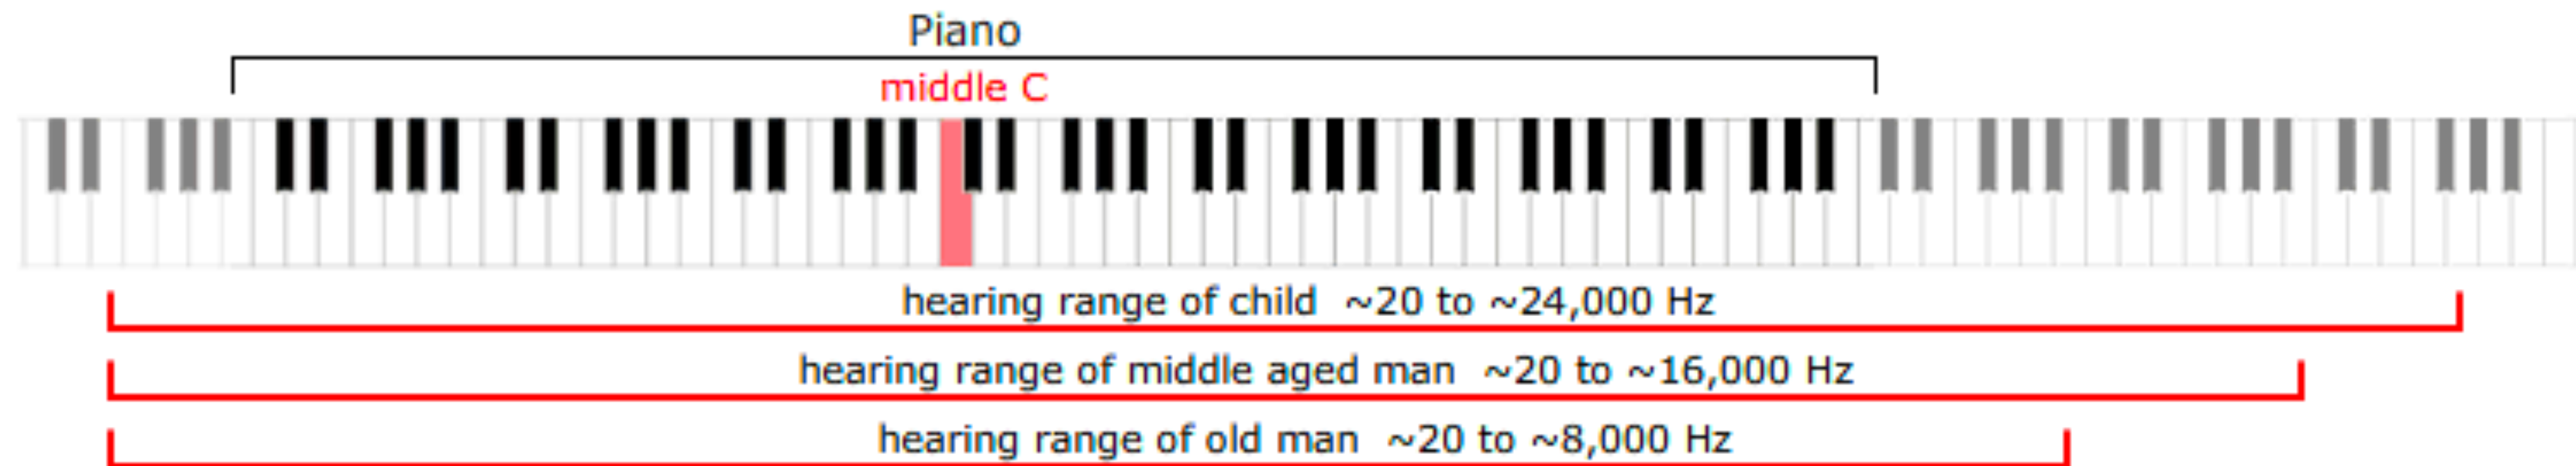 Piano
middle C
hearing range of child ~20 to ~24,000 Hz
hearing range of middle aged man ~20 to ~16,000 Hz
hearing range of old man ~20 to ~8,000 Hz